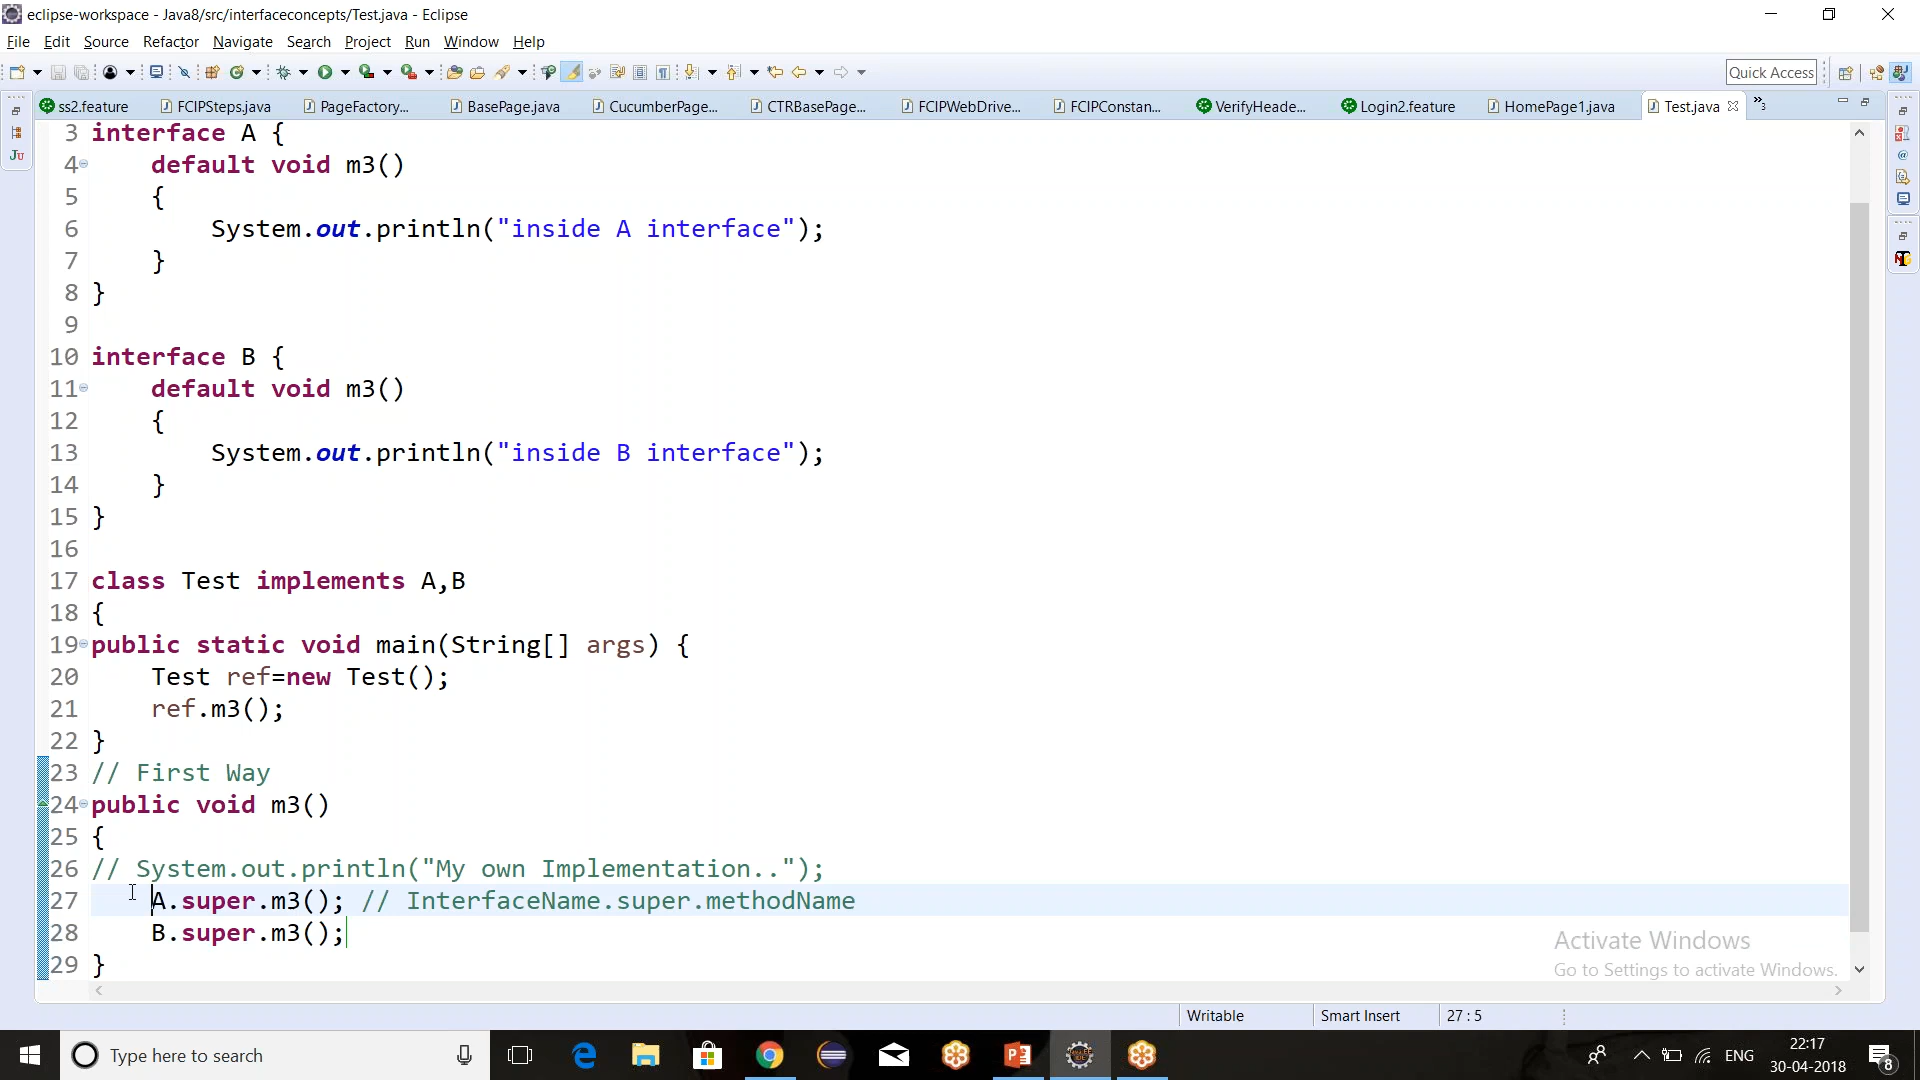 eclipse-workspace - Java8/src/interfaceconcepts/Test.java - Eclipse
File Edit Source Refactor Navigate Search Project Run Window Help
Quick Access
ss2.feature FCIPSteps.java PageFactory... BasePage.java CucumberPage... CTRBasePage... FCIPWebDrive... FCIPConstan... VerifyHeade... Login2.feature HomePage1.java Test.java »3
3 interface A {
4 default void m3()
5 {
6 System.out.println("inside A interface");
7 }
8 }
9
10 interface B {
11 default void m3()
12 {
13 System.out.println("inside B interface");
14 }
15 }
16
17 class Test implements A,B
18 {
19 public static void main(String[] args) {
20 Test ref=new Test();
21 ref.m3();
22 }
23 // First Way
24 public void m3()
25 {
26 // System.out.println("My own Implementation..");
27 A.super.m3(); // InterfaceName.super.methodName
28 B.super.m3();
29 }
Activate Windows
Go to Settings to activate Windows.
Writable Smart Insert 27 : 5
Type here to search
ENG
22:17
30-04-2018
8